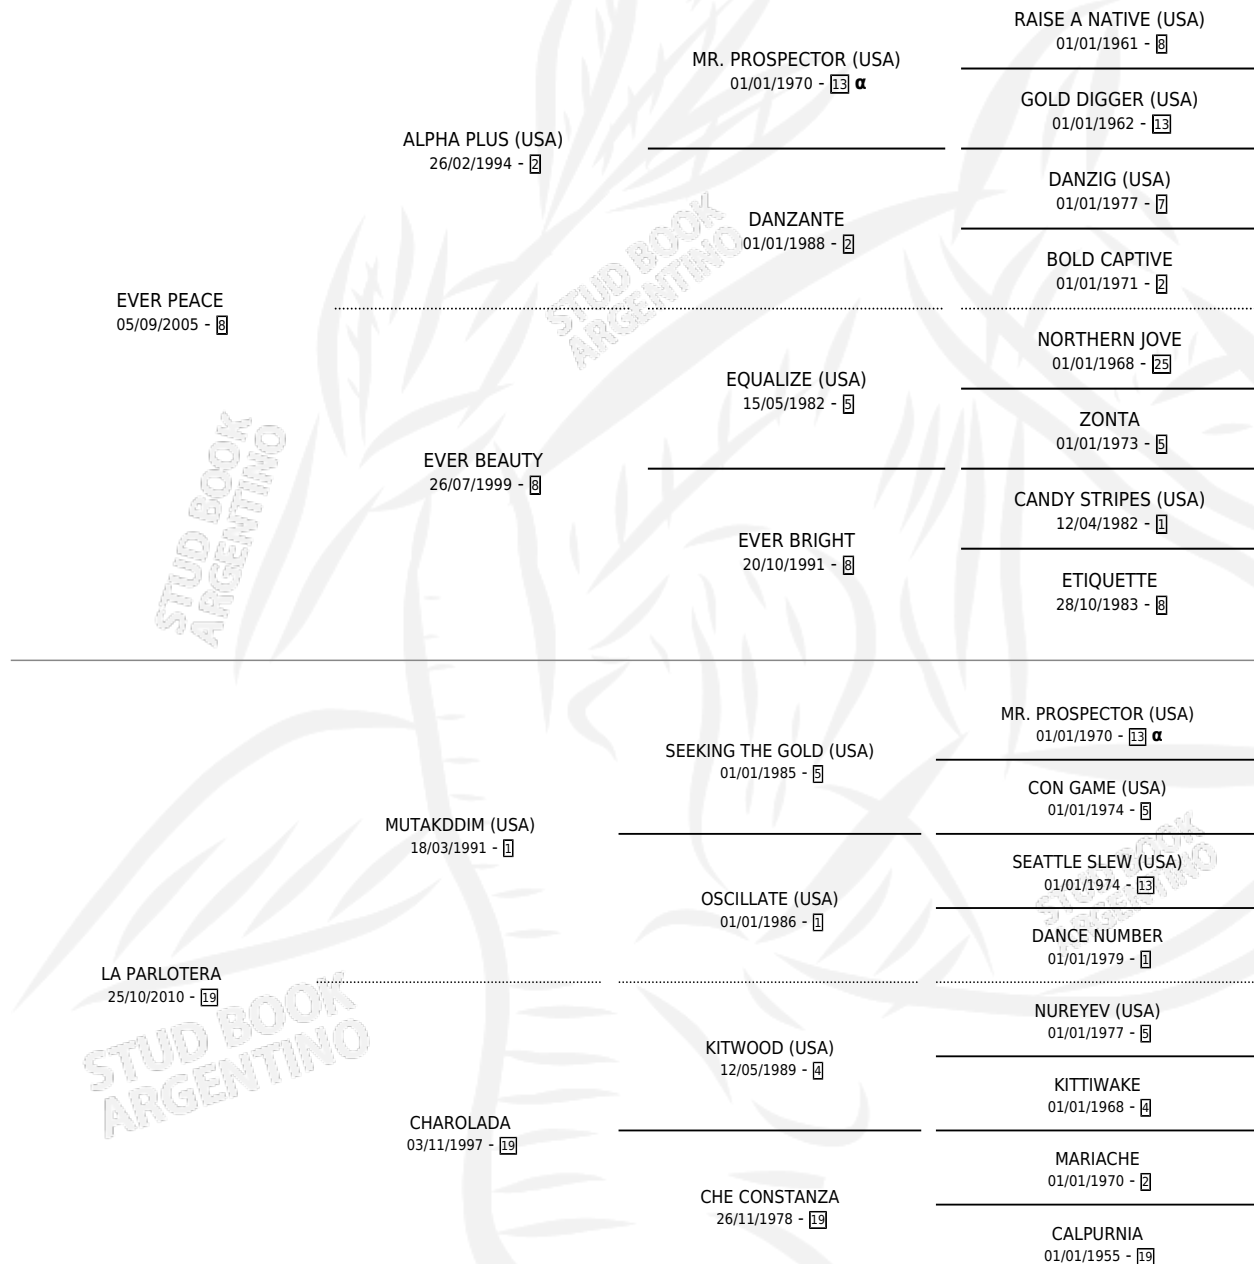 RAISE A NATIVE (USA)
01/01/1961 - 8
MR. PROSPECTOR (USA)
01/01/1970 - 13 α
GOLD DIGGER (USA)
01/01/1962 - 13
ALPHA PLUS (USA)
26/02/1994 - 2
DANZIG (USA)
01/01/1977 - 7
DANZANTE
01/01/1988 - 2
BOLD CAPTIVE
01/01/1971 - 2
EVER PEACE
05/09/2005 - 8
NORTHERN JOVE
01/01/1968 - 25
EQUALIZE (USA)
15/05/1982 - 5
ZONTA
01/01/1973 - 5
EVER BEAUTY
26/07/1999 - 8
CANDY STRIPES (USA)
12/04/1982 - 1
EVER BRIGHT
20/10/1991 - 8
ETIQUETTE
28/10/1983 - 8
MR. PROSPECTOR (USA)
01/01/1970 - 13 α
SEEKING THE GOLD (USA)
01/01/1985 - 5
CON GAME (USA)
01/01/1974 - 5
MUTAKDDIM (USA)
18/03/1991 - 1
SEATTLE SLEW (USA)
01/01/1974 - 13
OSCILLATE (USA)
01/01/1986 - 1
DANCE NUMBER
01/01/1979 - 1
LA PARLOTERA
25/10/2010 - 19
NUREYEV (USA)
01/01/1977 - 5
KITWOOD (USA)
12/05/1989 - 4
KITTIWAKE
01/01/1968 - 4
CHAROLADA
03/11/1997 - 19
MARIACHE
01/01/1970 - 2
CHE CONSTANZA
26/11/1978 - 19
CALPURNIA
01/01/1955 - 19
STUD BOOK
ARGENTINO
STUD BOOK
ARGENTINO
STUD BOOK
ARGENTINO
STUD BOOK
ARGENTINO